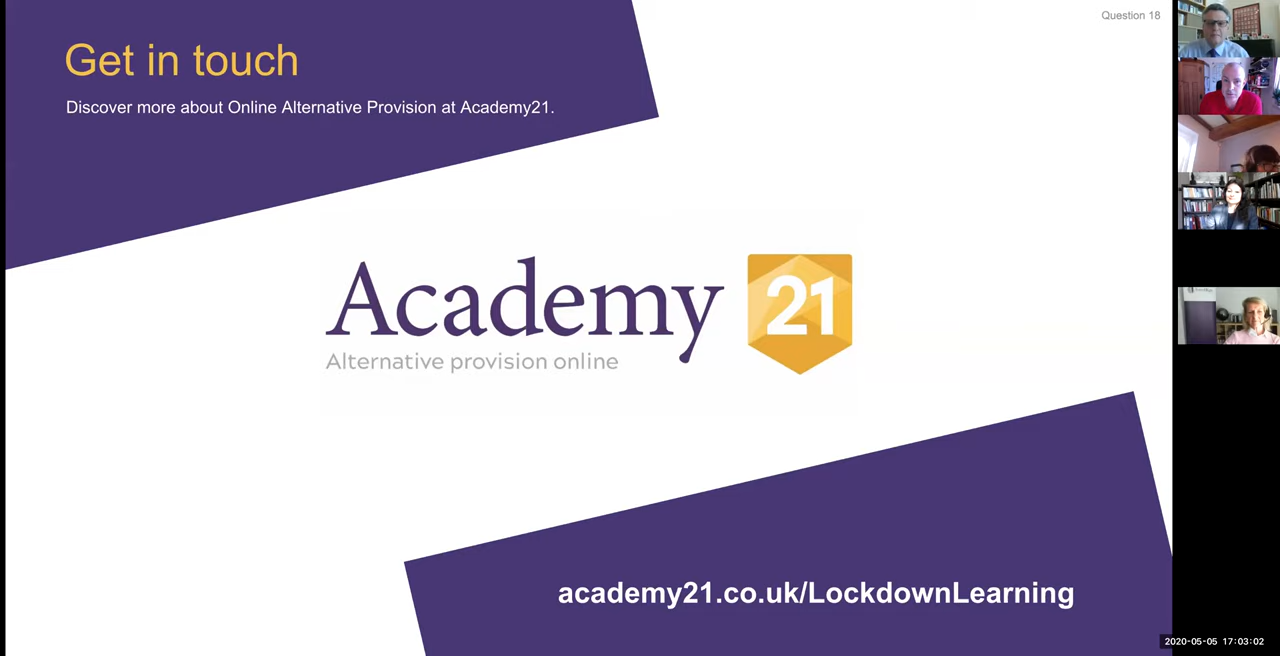 Question 18
Get in touch
Discover more about Online Alternative Provision at Academy21.
Academy 21
Alternative provision online
academy21.co.uk/LockdownLearning
2020-05-05 17:03:02